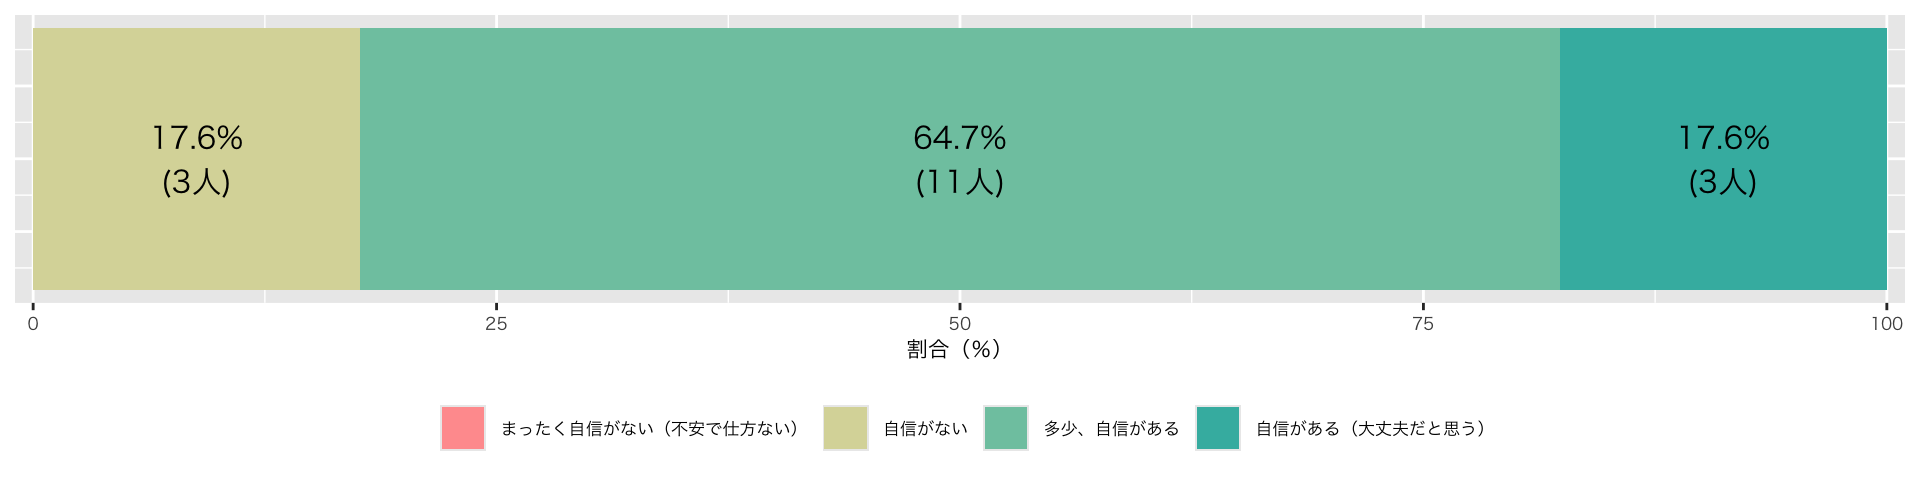 17.6%
(3人)
64.7%
(11人)
17.6%
(3人)
0 25 50 75 100
割合（%）
まったく自信がない（不安で仕方ない） 自信がない 多少、自信がある 自信がある（大丈夫だと思う）